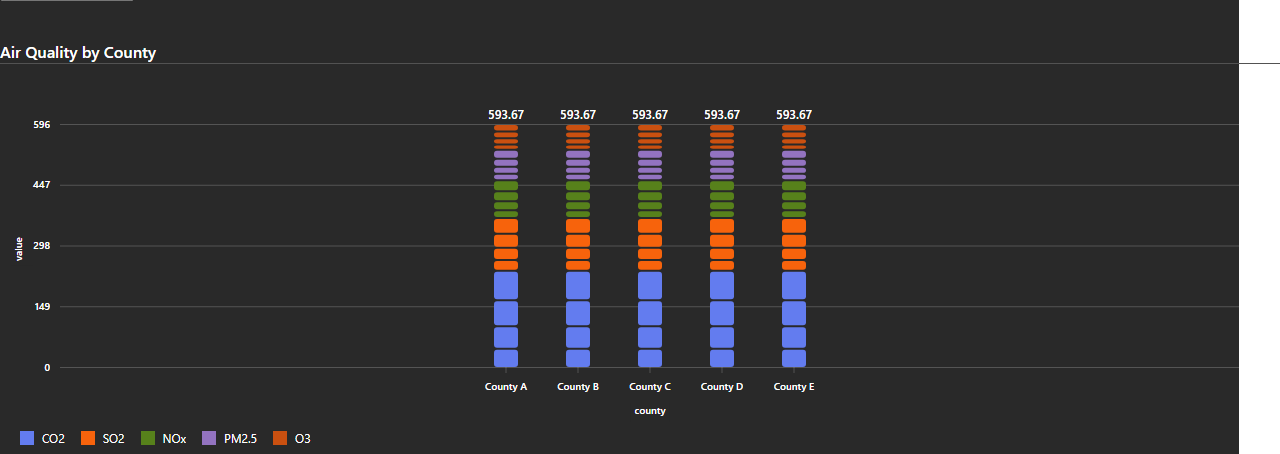 Air Quality by County
593.67 593.67 593.67 593.67 593.67
596
447
298
149
0
value
County A County B County C County D County E
county
CO2 SO2 NOx PM2.5 O3